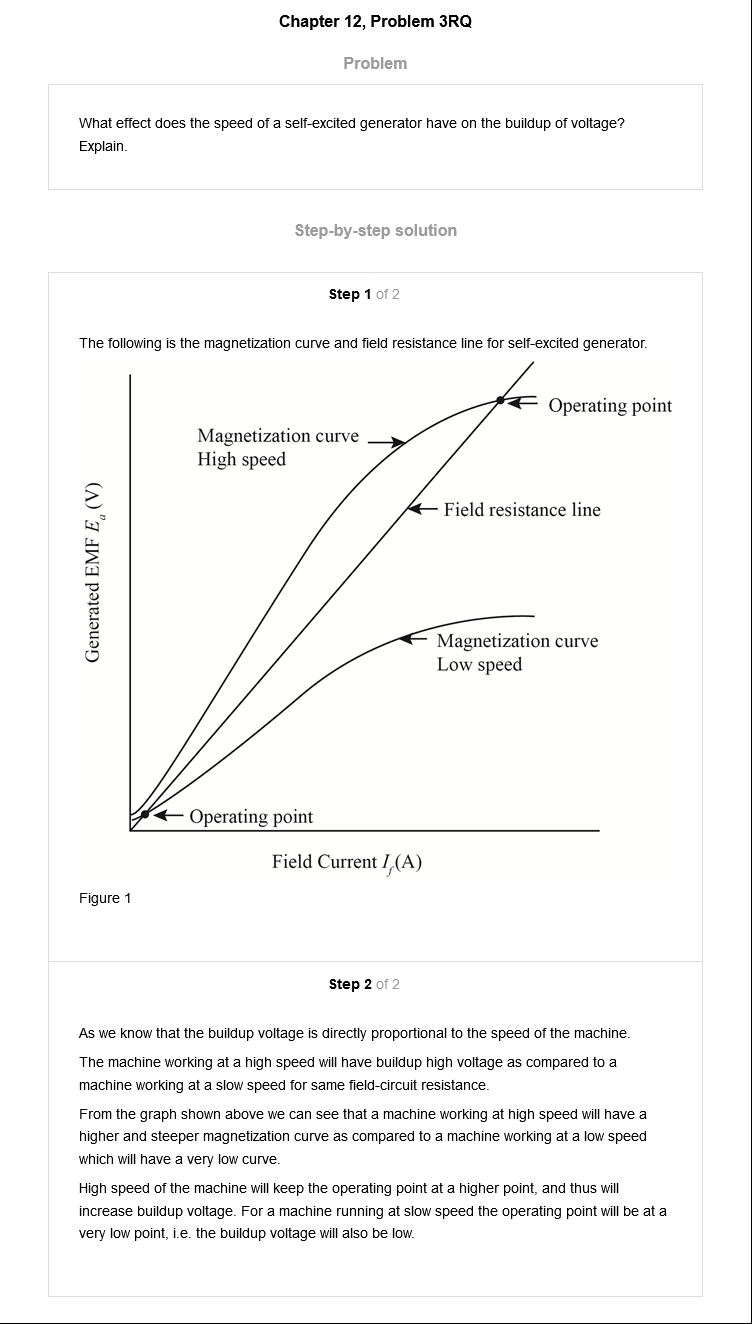 Chapter 12, Problem 3RQ
Problem
What effect does the speed of a self-excited generator have on the buildup of voltage?
Explain.
Step-by-step solution
Step 1 of 2
The following is the magnetization curve and field resistance line for self-excited generator.
Operating point
Magnetization curve
High speed
Field resistance line
Generated EMF Ea (V)
Magnetization curve
Low speed
Operating point
Field Current If(A)
Figure 1
Step 2 of 2
As we know that the buildup voltage is directly proportional to the speed of the machine.
The machine working at a high speed will have buildup high voltage as compared to a
machine working at a slow speed for same field-circuit resistance.
From the graph shown above we can see that a machine working at high speed will have a
higher and steeper magnetization curve as compared to a machine working at a low speed
which will have a very low curve.
High speed of the machine will keep the operating point at a higher point, and thus will
increase buildup voltage. For a machine running at slow speed the operating point will be at a
very low point, i.e. the buildup voltage will also be low.